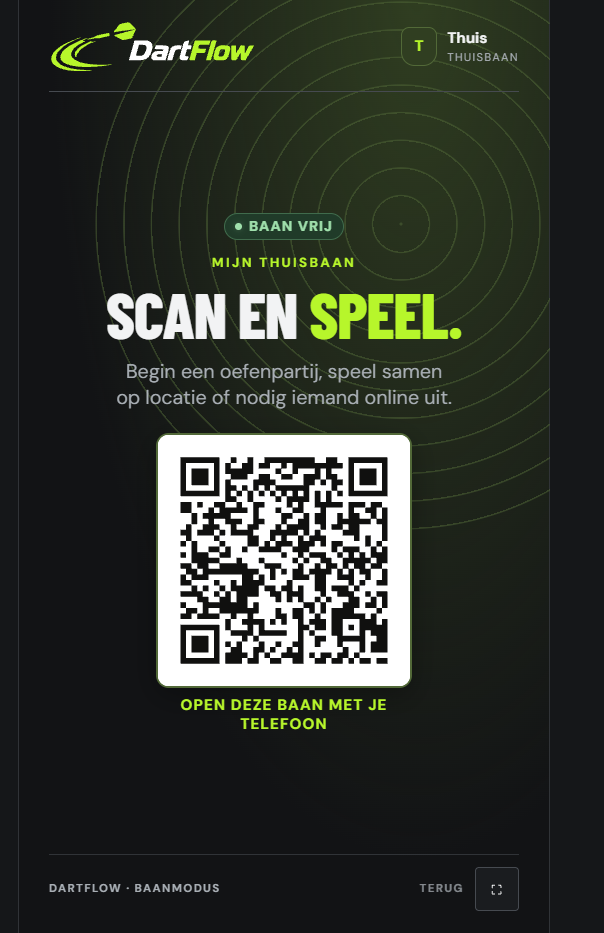 DartFlow
T
Thuis
THUISBAAN
BAAN VRIJ
MIJN THUISBAAN
SCAN EN SPEEL.
Begin een oefenpartij, speel samen
op locatie of nodig iemand online uit.
OPEN DEZE BAAN MET JE
TELEFOON
DARTFLOW · BAANMODUS
TERUG